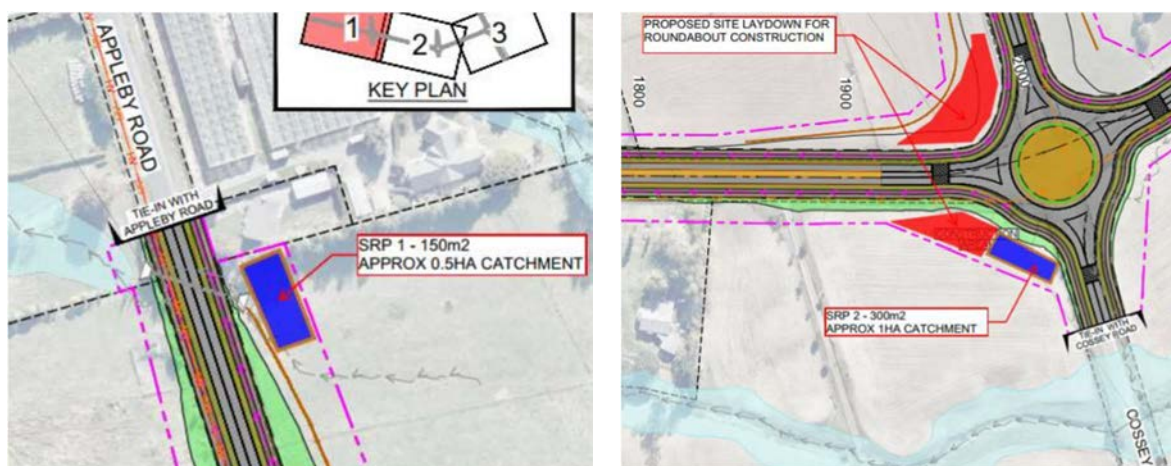 APPLEBY ROAD
1
2
3
KEY PLAN
TIE-IN WITH
APPLEBY ROAD
SRP 1 - 150m2
APPROX 0.5HA CATCHMENT
PROPOSED SITE LAYDOWN FOR
ROUNDABOUT CONSTRUCTION
1800
1900
2000
SRP 2 - 300m2
APPROX 1HA CATCHMENT
TIE-IN WITH
COSSEY ROAD
COSSEY